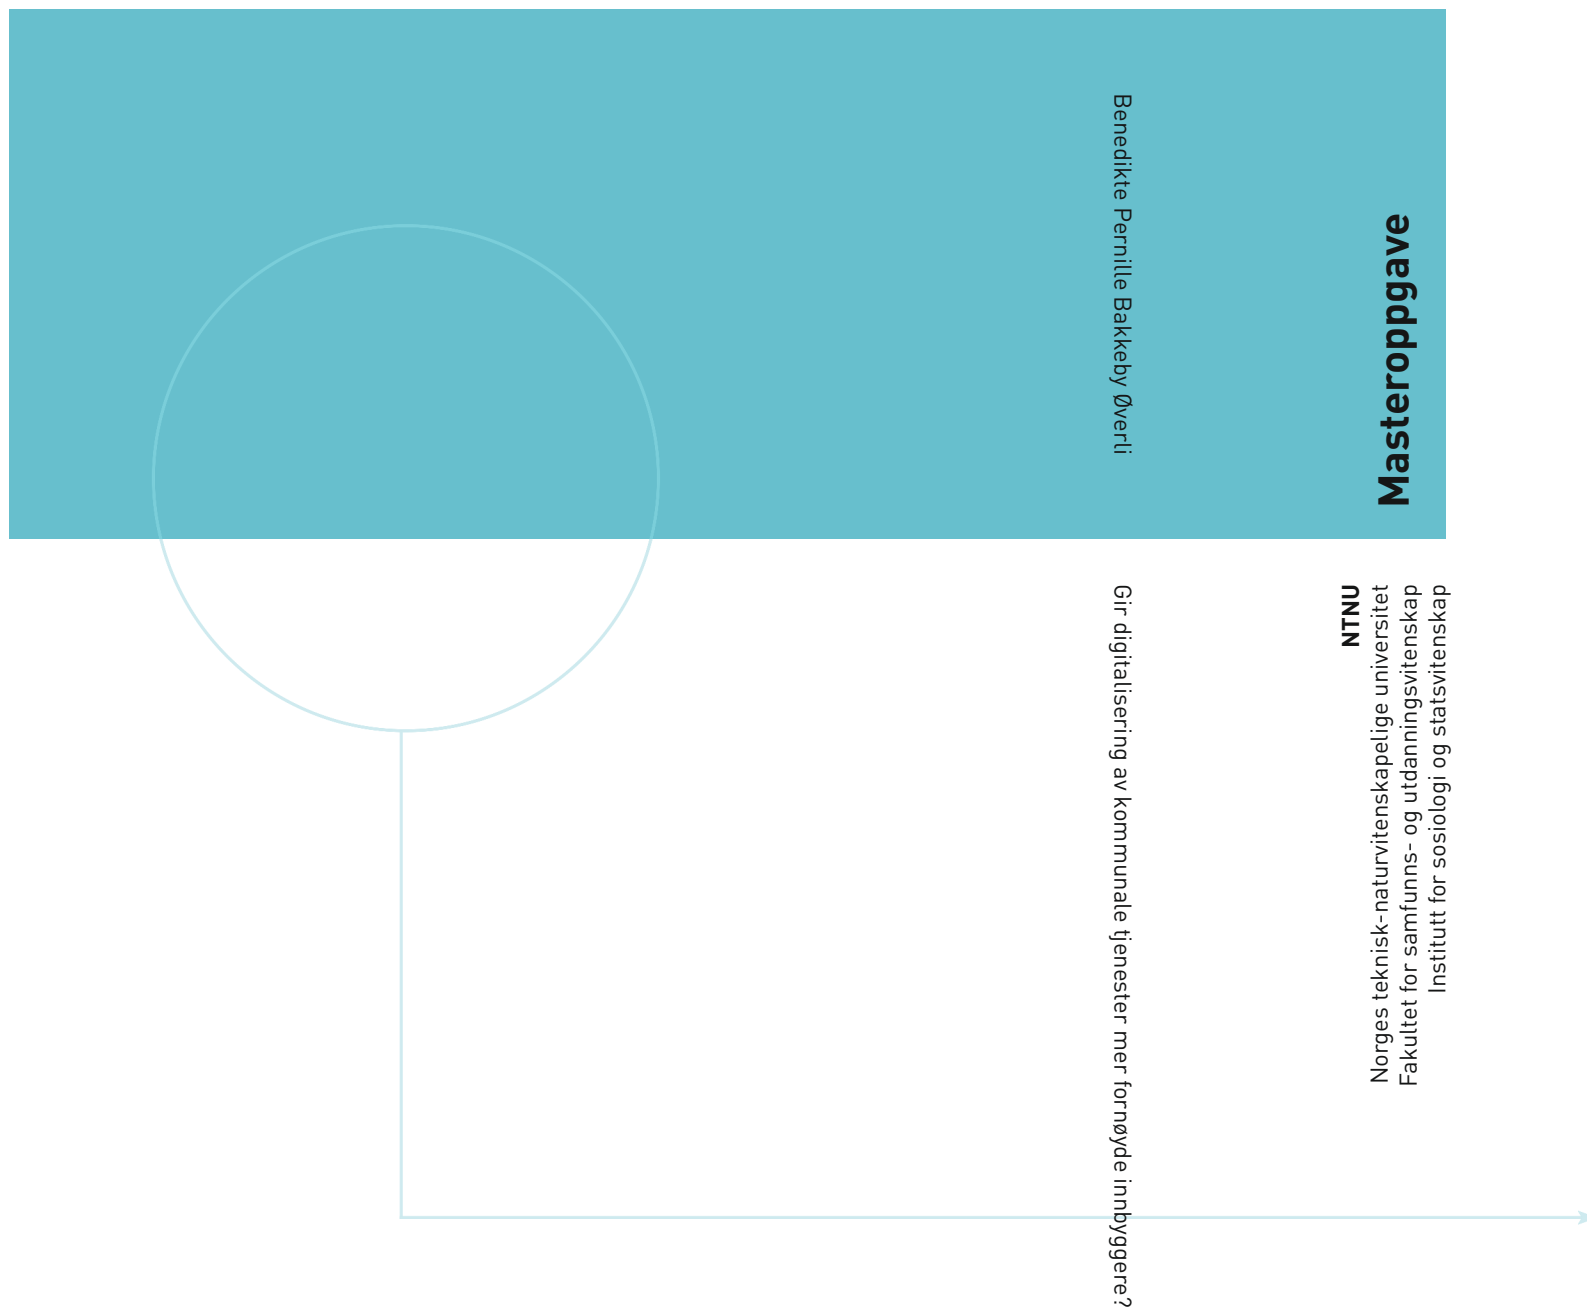 Benedikte Pernille Bakkeby Øverli
Gir digitalisering av kommunale tjenester mer fornøyde innbyggere?
Masteroppgave
NTNU
Norges teknisk-naturvitenskapelige universitet
Fakultet for samfunns- og utdanningsvitenskap
Institutt for sosiologi og statsvitenskap